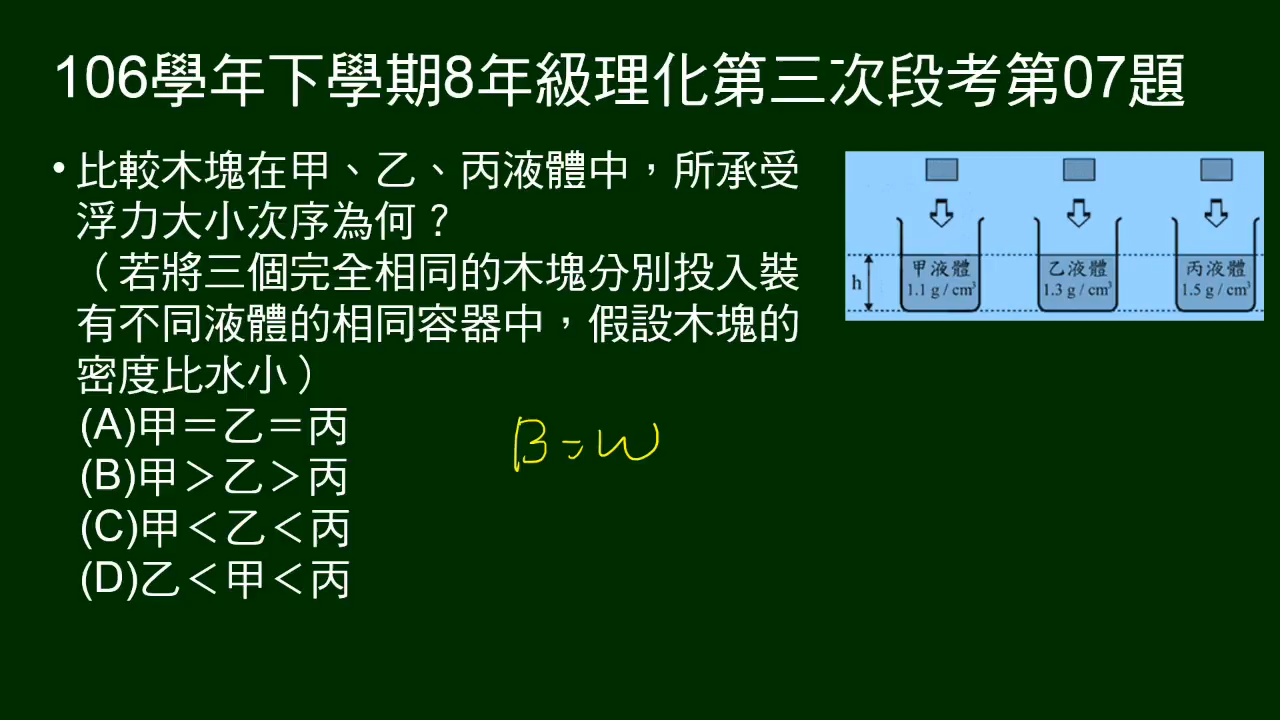 106學年下學期8年級理化第三次段考第07題
• 比較木塊在甲、乙、丙液體中，所承受
浮力大小次序為何？
（若將三個完全相同的木塊分別投入裝
有不同液體的相同容器中，假設木塊的
密度比水小）
(A)甲＝乙＝丙
(B)甲＞乙＞丙
(C)甲＜乙＜丙
(D)乙＜甲＜丙
B=W
h
甲液體
1.1 g / cm³
乙液體
1.3 g / cm³
丙液體
1.5 g / cm³